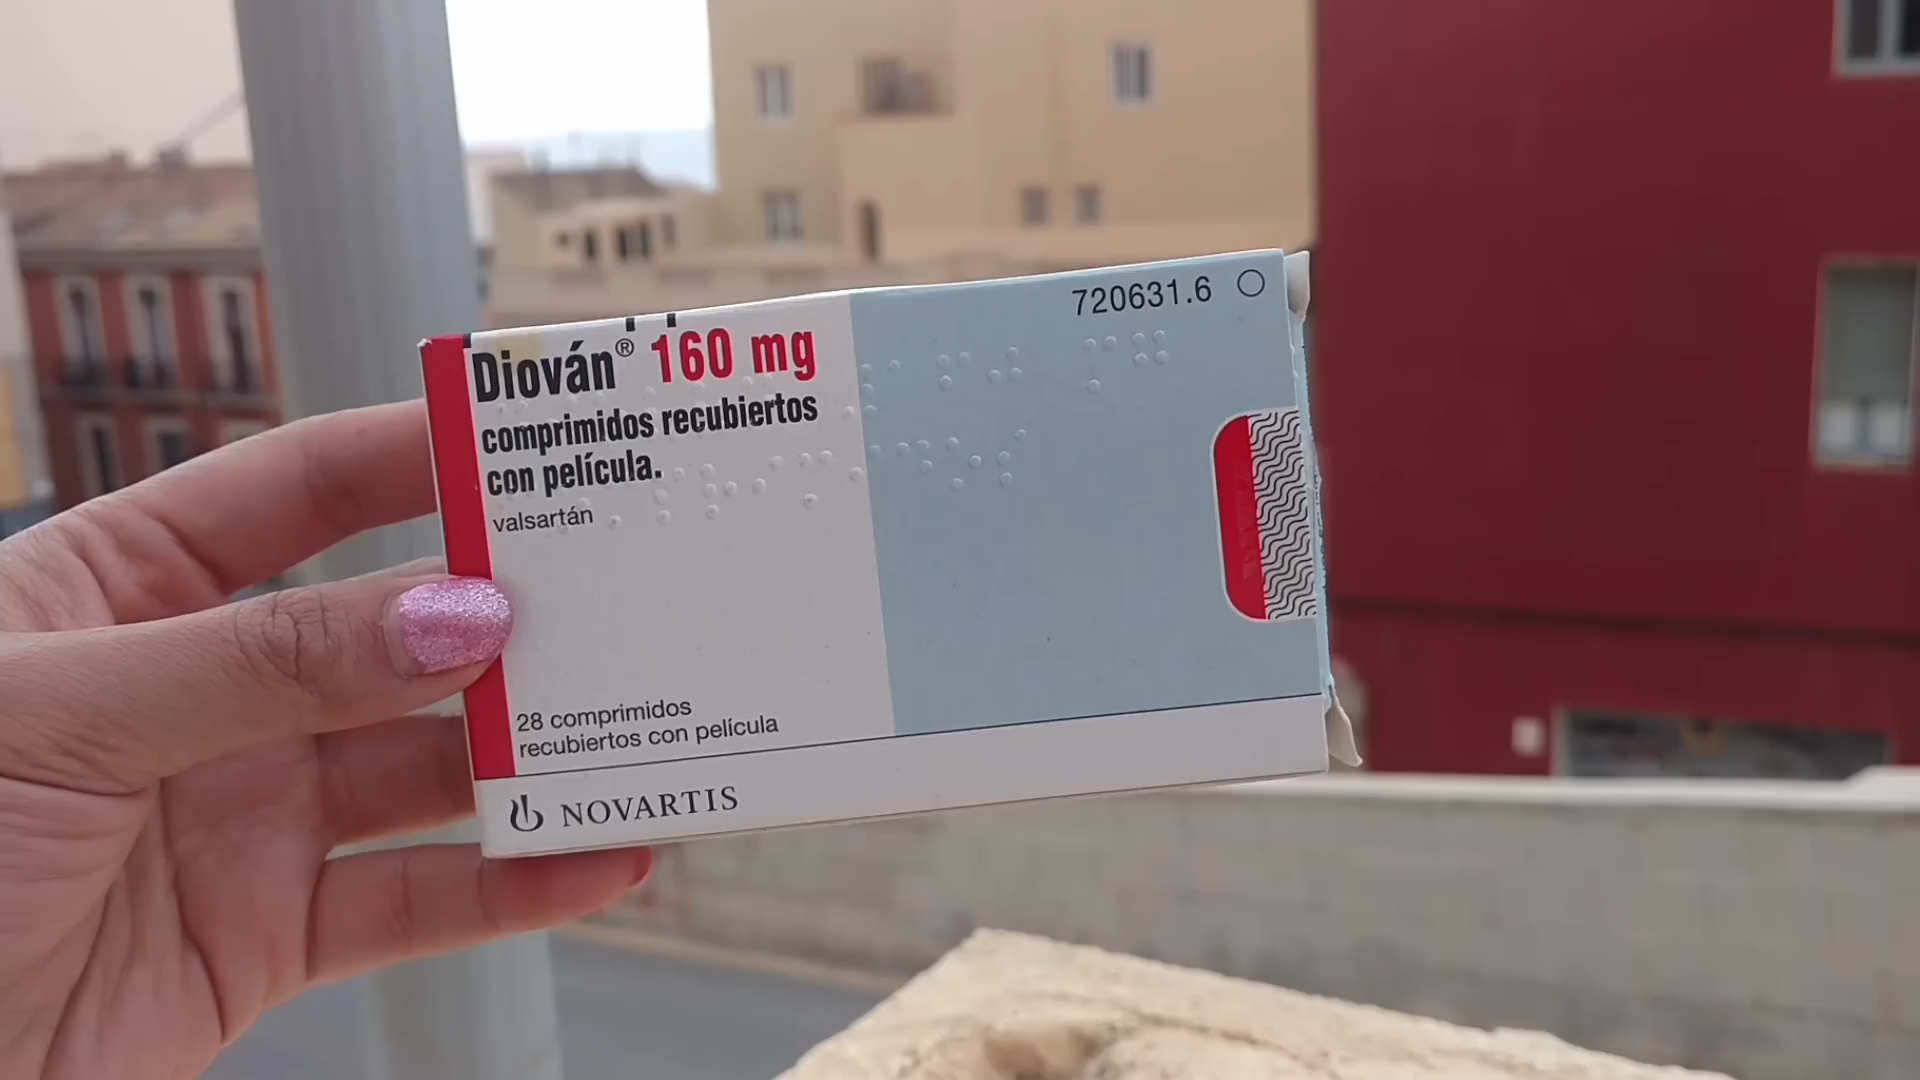 720631.6
Diován® 160 mg
comprimidos recubiertos
con película.
valsartán
28 comprimidos
recubiertos con película
NOVARTIS